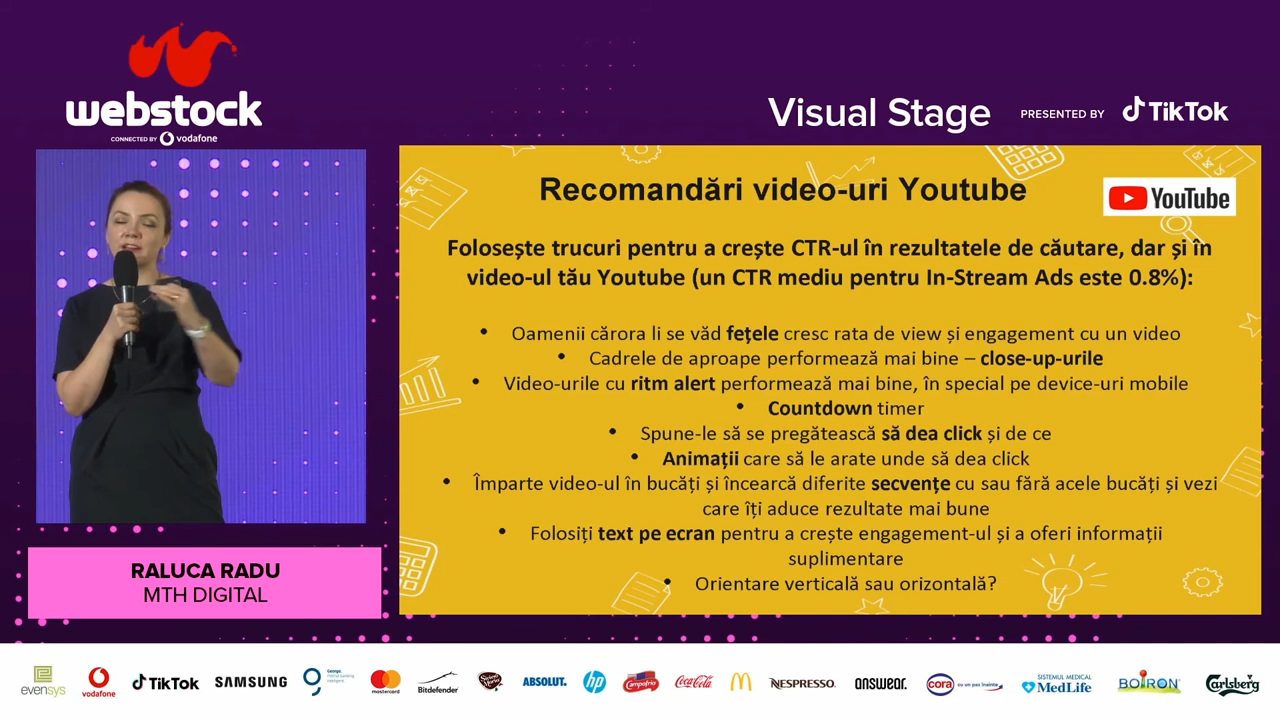 webstock
CONNECTED BY vodafone
Visual Stage PRESENTED BY TikTok
Recomandări video-uri Youtube
YouTube
Folosește trucuri pentru a crește CTR-ul în rezultatele de căutare, dar și în
video-ul tău Youtube (un CTR mediu pentru In-Stream Ads este 0.8%):
• Oamenii cărora li se văd fețele cresc rata de view și engagement cu un video
• Cadrele de aproape performează mai bine – close-up-urile
• Video-urile cu ritm alert performează mai bine, în special pe device-uri mobile
• Countdown timer
• Spune-le să se pregătească să dea click și de ce
• Animații care să le arate unde să dea click
• Împarte video-ul în bucăți și încearcă diferite secvențe cu sau fără acele bucăți și vezi
care îți aduce rezultate mai bune
• Folosiți text pe ecran pentru a crește engagement-ul și a oferi informații
suplimentare
• Orientare verticală sau orizontală?
RALUCA RADU
MTH DIGITAL
evensys vodafone TikTok SAMSUNG George mastercard Bitdefender ABSOLUT. hp Campofrio Coca-Cola NESPRESSO. answear. cora cu un pas înainte SISTEMUL MEDICAL MedLife BOIRON Carlsberg